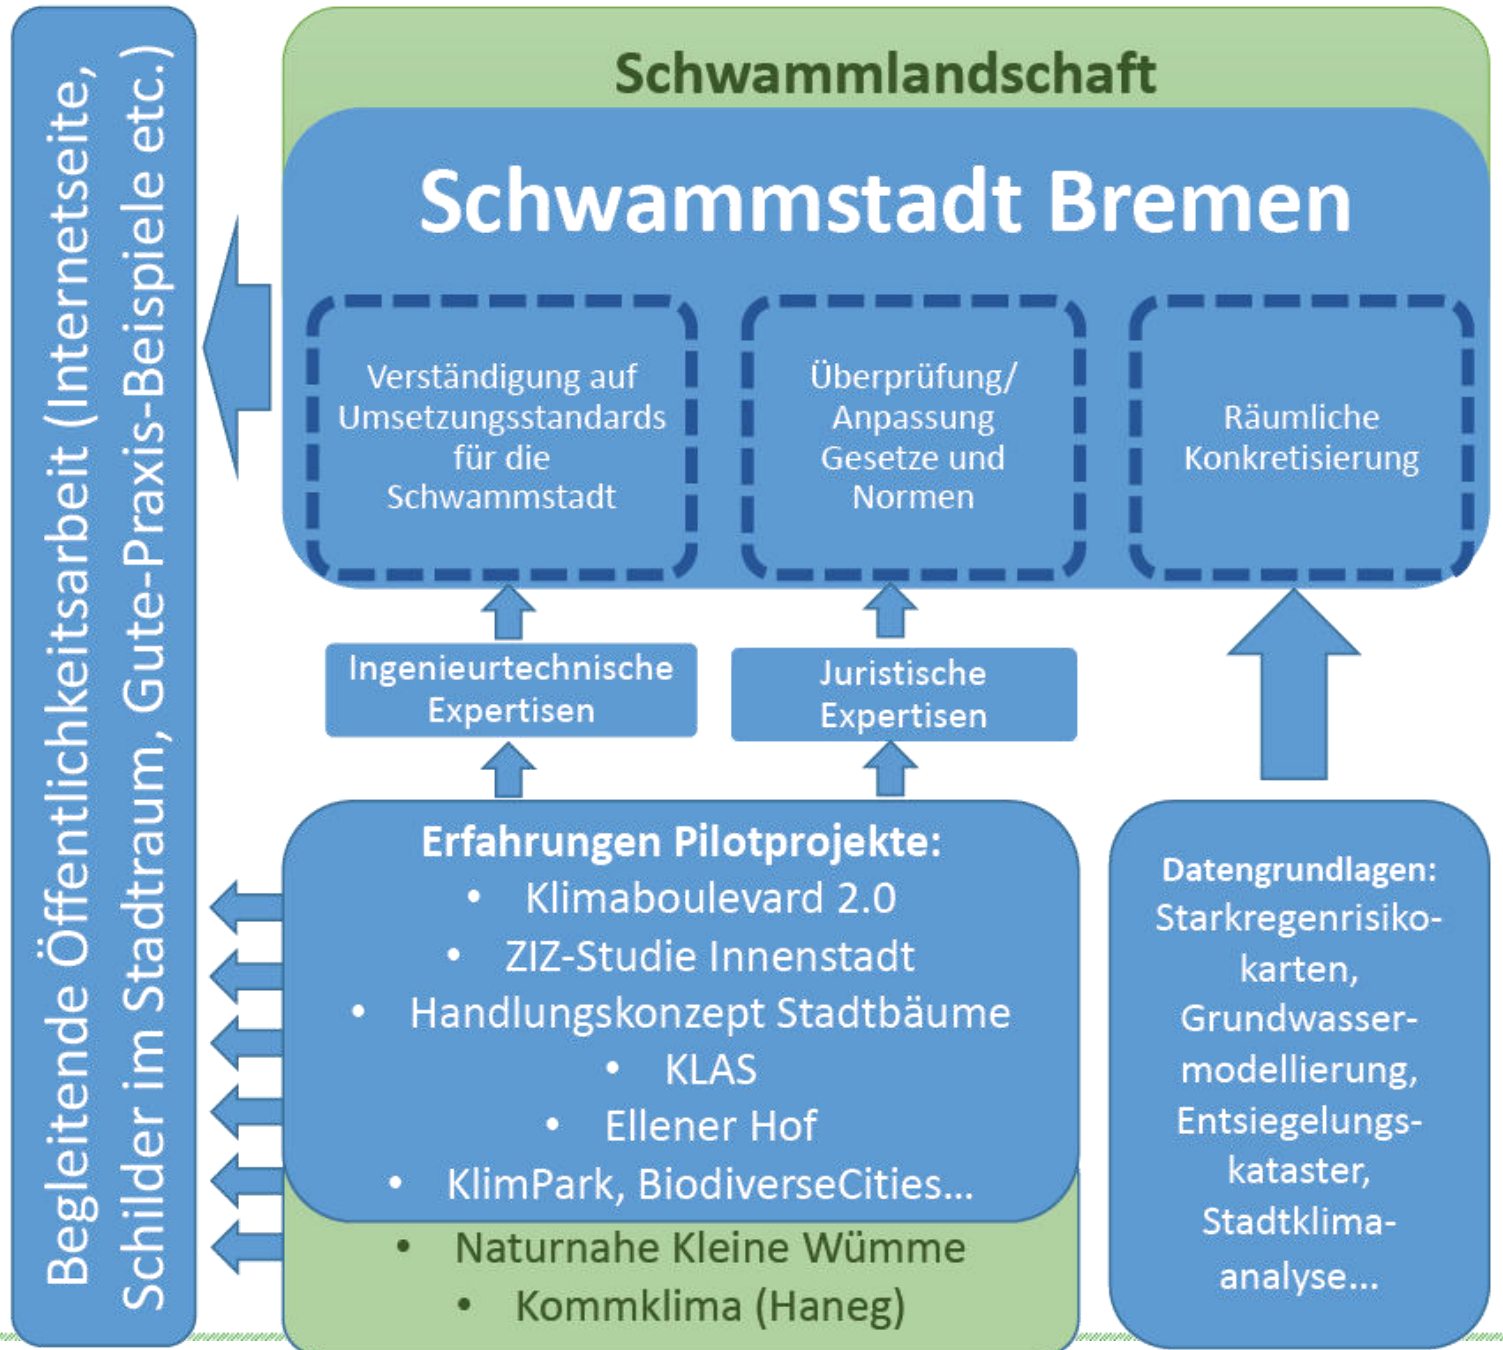 Begleitende Öffentlichkeitsarbeit (Internetseite,
Schilder im Stadtraum, Gute-Praxis-Beispiele etc.)
Schwammlandschaft
Schwammstadt Bremen
Verständigung auf
Umsetzungsstandards
für die
Schwammstadt
Überprüfung/
Anpassung
Gesetze und
Normen
Räumliche
Konkretisierung
Ingenieurtechnische
Expertisen
Juristische
Expertisen
Erfahrungen Pilotprojekte:
• Klimaboulevard 2.0
• ZIZ-Studie Innenstadt
• Handlungskonzept Stadtbäume
• KLAS
• Ellener Hof
• KlimPark, BiodiverseCities...
• Naturnahe Kleine Wümme
• Kommklima (Haneg)
Datengrundlagen:
Starkregenrisiko-
karten,
Grundwasser-
modellierung,
Entsiegelungs-
kataster,
Stadtklima-
analyse...